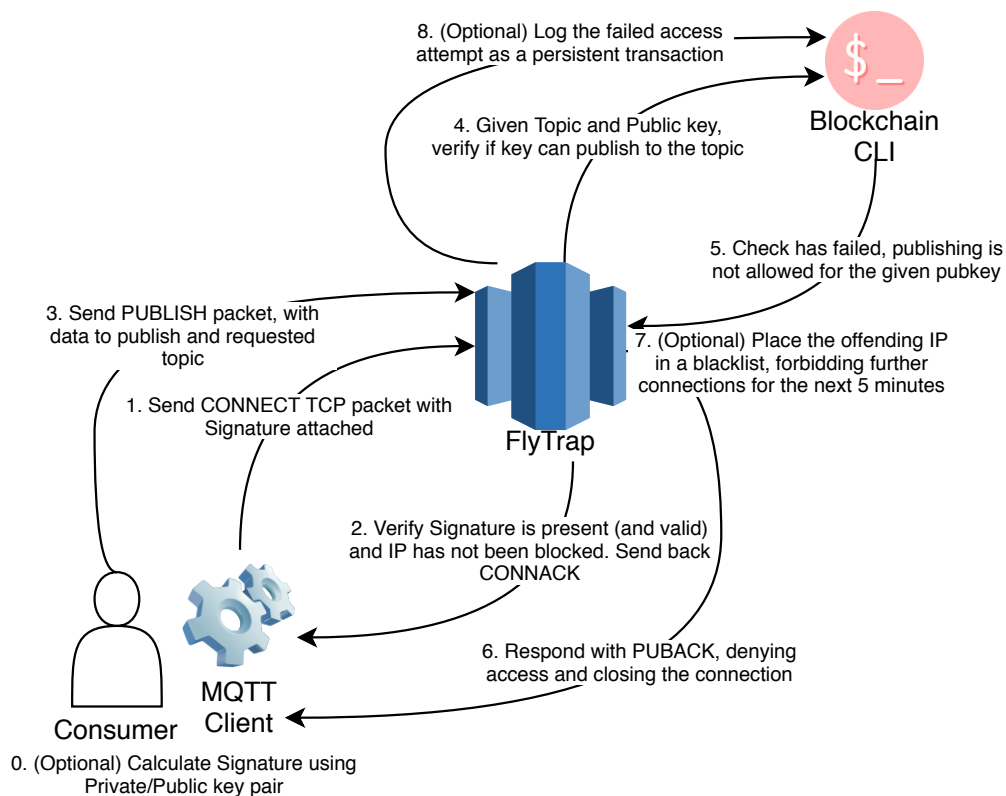 8. (Optional) Log the failed access
attempt as a persistent transaction
$_
Blockchain
CLI
4. Given Topic and Public key,
verify if key can publish to the topic
5. Check has failed, publishing is
not allowed for the given pubkey
3. Send PUBLISH packet, with
data to publish and requested
topic
7. (Optional) Place the offending IP
in a blacklist, forbidding further
connections for the next 5 minutes
1. Send CONNECT TCP packet with
Signature attached
FlyTrap
2. Verify Signature is present (and valid)
and IP has not been blocked. Send back
CONNACK
6. Respond with PUBACK, denying
access and closing the connection
MQTT
Client
Consumer
0. (Optional) Calculate Signature using
Private/Public key pair